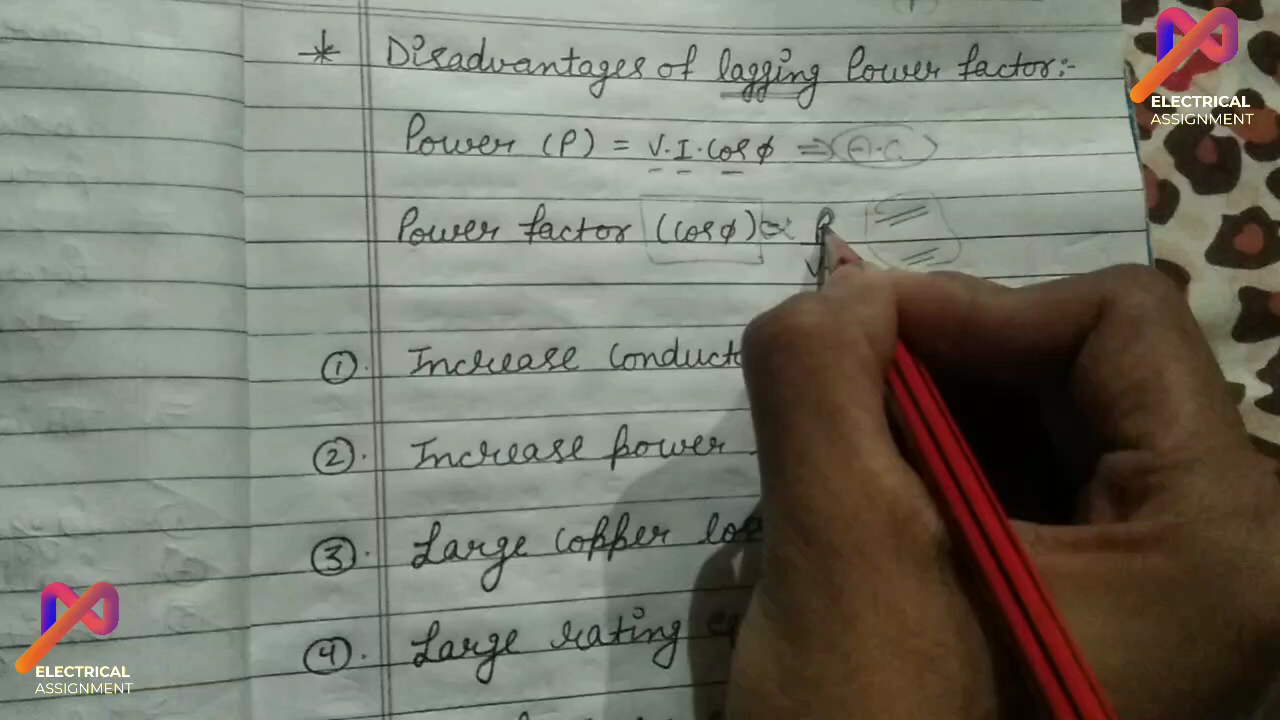 * Disadvantages of lagging Power factor:-
Power (P) = V.I.Cosϕ ⇒ (A.C.)
Power factor (Cosϕ) ∝ P
V
①. Increase Conduct
②. Increase power
③. Large Copper
④. Large rating
ELECTRICAL
ASSIGNMENT
ELECTRICAL
ASSIGNMENT